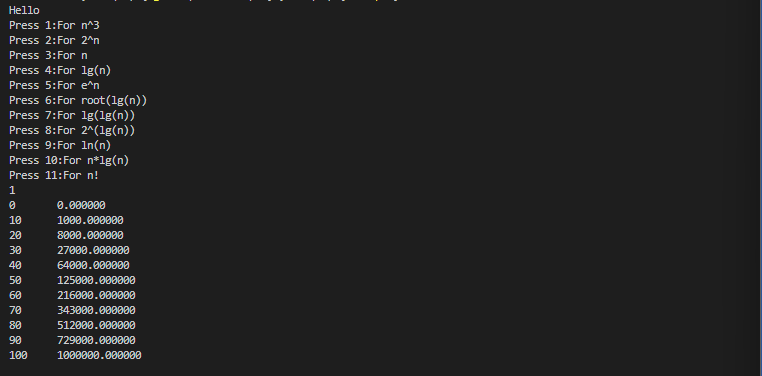 Hello
Press 1:For n^3
Press 2:For 2^n
Press 3:For n
Press 4:For lg(n)
Press 5:For e^n
Press 6:For root(lg(n))
Press 7:For lg(lg(n))
Press 8:For 2^(lg(n))
Press 9:For ln(n)
Press 10:For n*lg(n)
Press 11:For n!
1
0 0.000000
10 1000.000000
20 8000.000000
30 27000.000000
40 64000.000000
50 125000.000000
60 216000.000000
70 343000.000000
80 512000.000000
90 729000.000000
100 1000000.000000